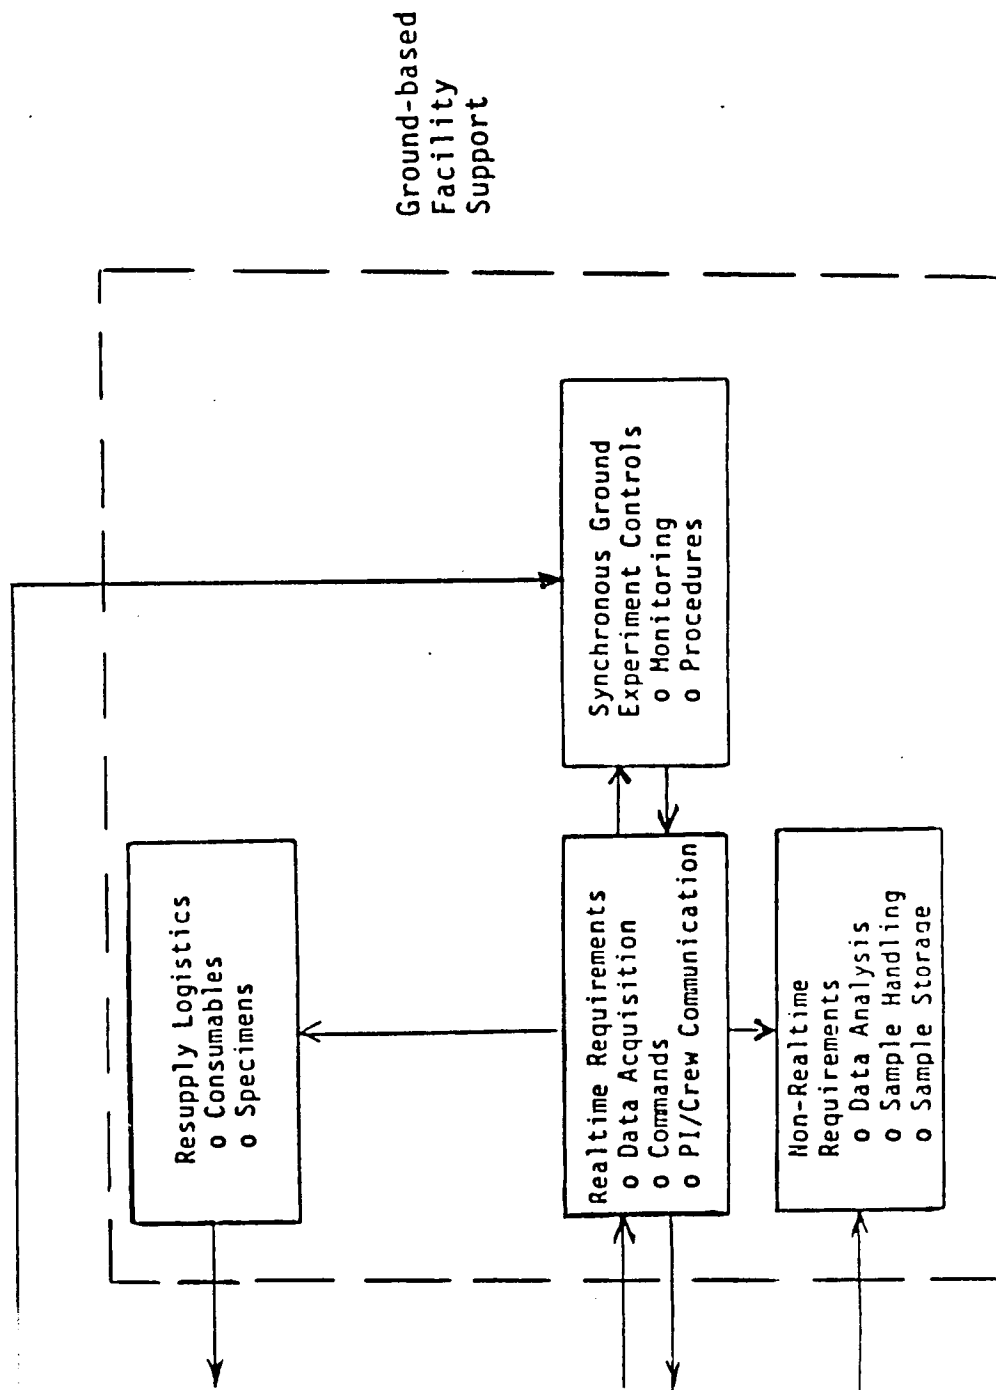 Ground-based
Facility
Support
Resupply Logistics
o Consumables
o Specimens
Realtime Requirements
o Data Acquisition
o Commands
o PI/Crew Communication
Synchronous Ground
Experiment Controls
o Monitoring
o Procedures
Non-Realtime
Requirements
o Data Analysis
o Sample Handling
o Sample Storage